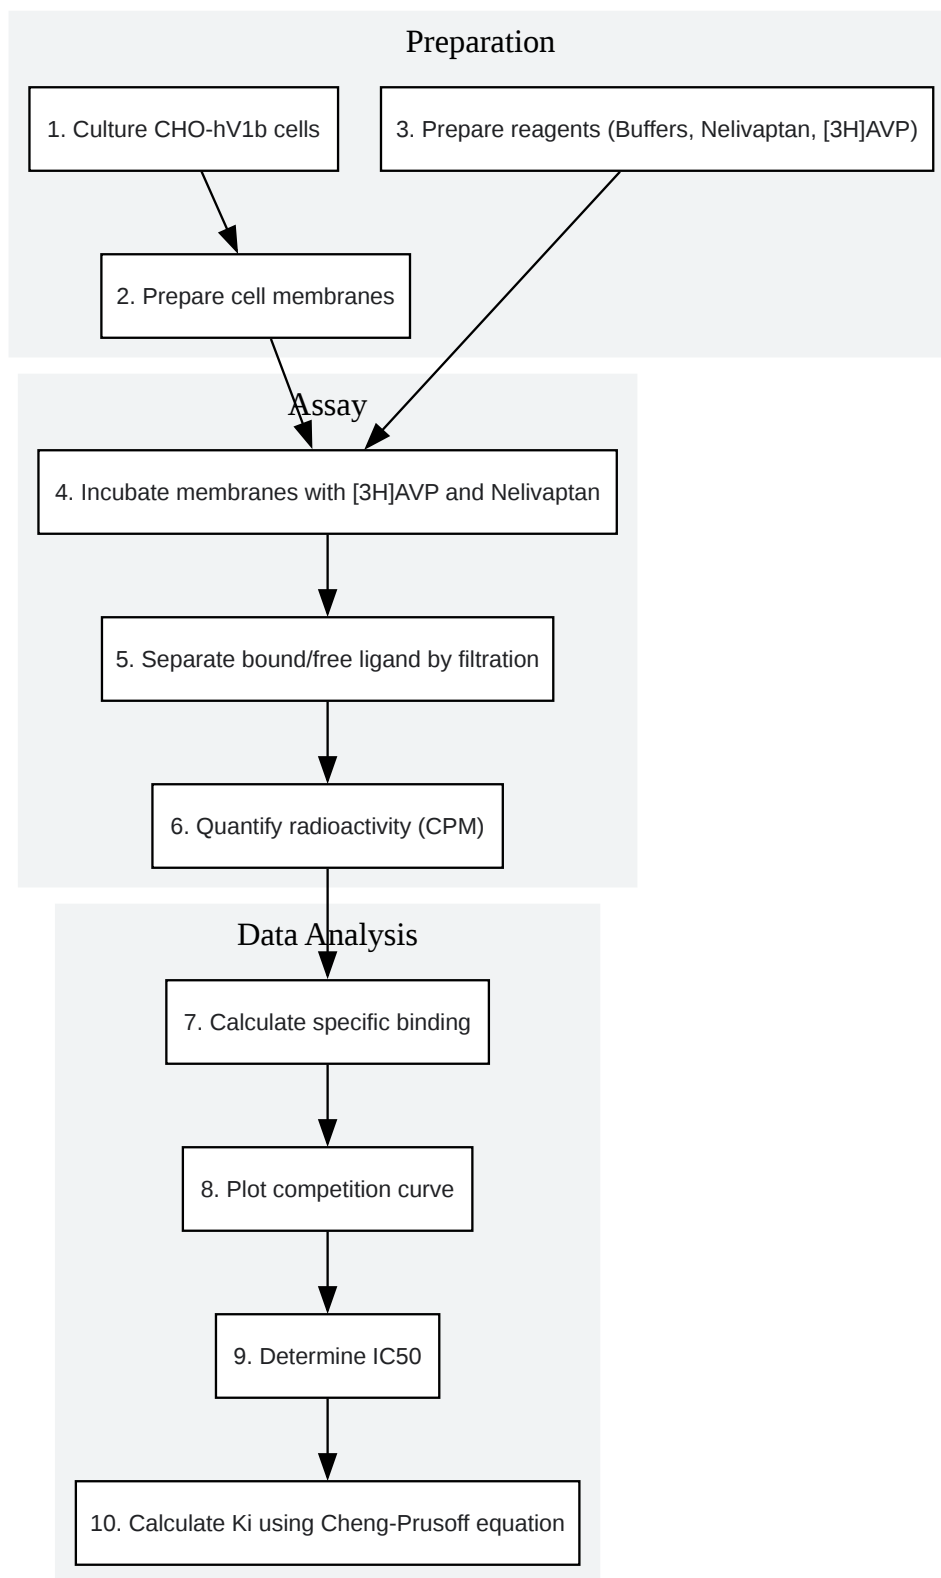 Preparation
1. Culture CHO-hV1b cells
3. Prepare reagents (Buffers, Nelivaptan, [3H]AVP)
2. Prepare cell membranes
Assay
4. Incubate membranes with [3H]AVP and Nelivaptan
5. Separate bound/free ligand by filtration
6. Quantify radioactivity (CPM)
Data Analysis
7. Calculate specific binding
8. Plot competition curve
9. Determine IC50
10. Calculate Ki using Cheng-Prusoff equation